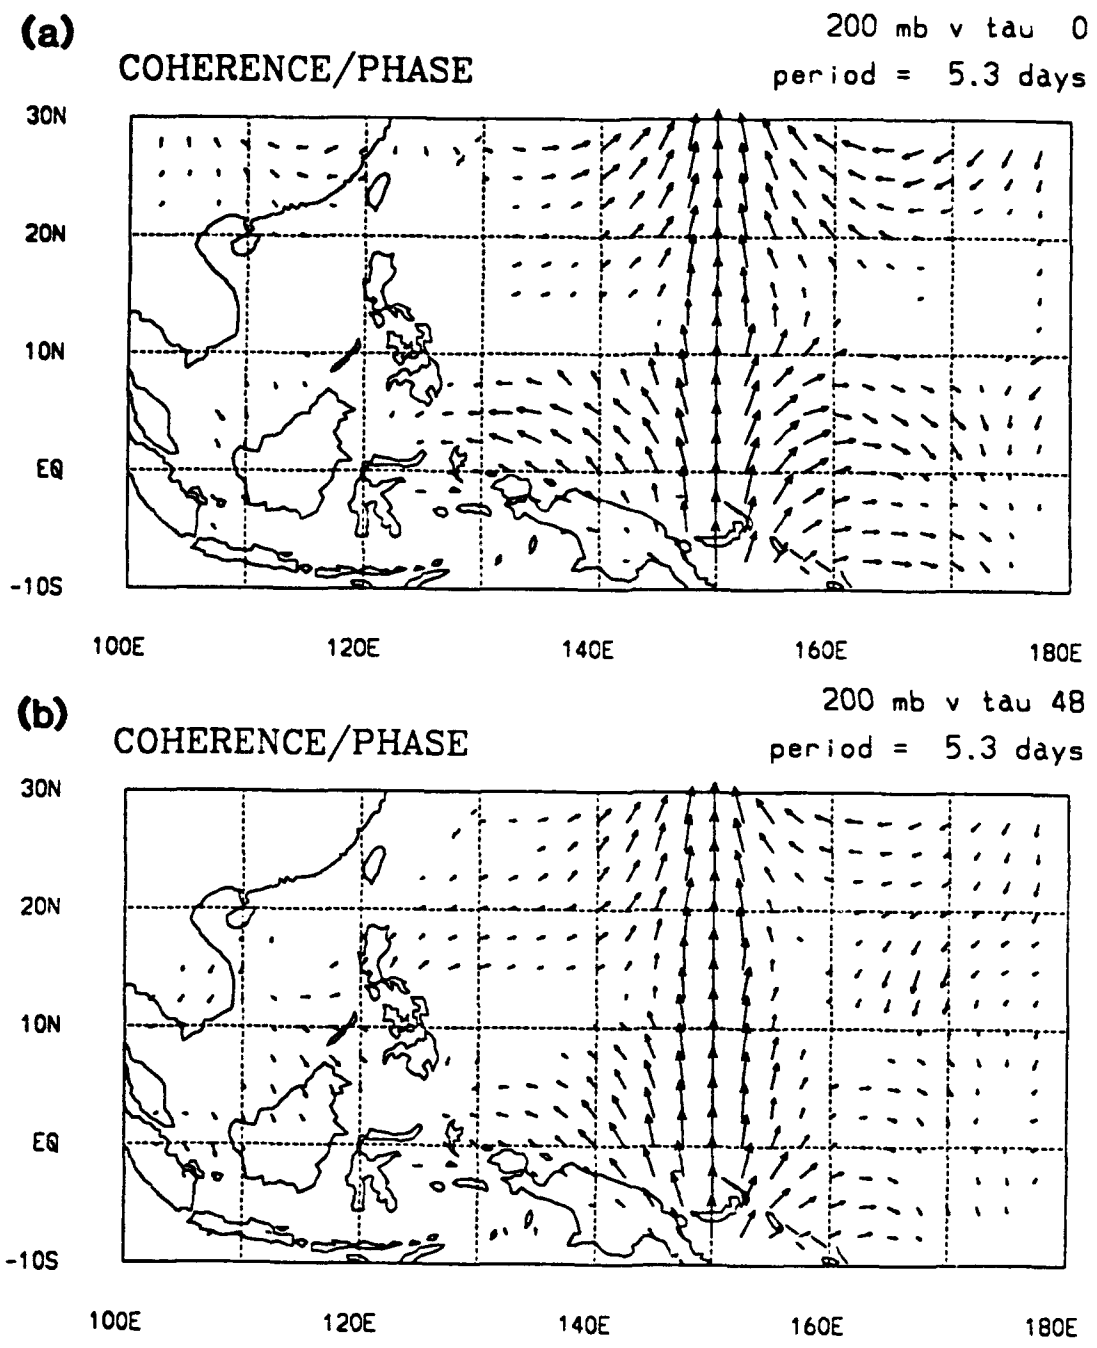 (a)
200 mb v tau 0
COHERENCE/PHASE
period = 5.3 days
30N
20N
10N
EQ
-10S
100E 120E 140E 160E 180E
(b)
200 mb v tau 48
COHERENCE/PHASE
period = 5.3 days
30N
20N
10N
EQ
-10S
100E 120E 140E 160E 180E